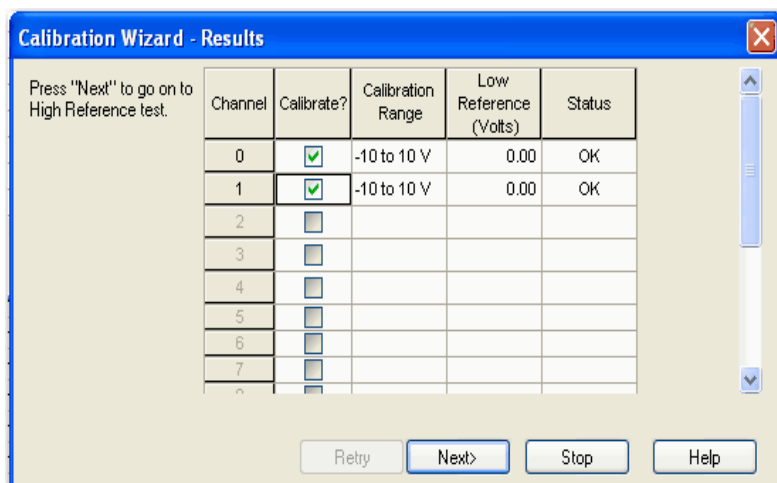 Calibration Wizard - Results
Press "Next" to go on to
High Reference test.
Channel Calibrate? Calibration Range Low Reference (Volts) Status
0 -10 to 10 V 0.00 OK
1 -10 to 10 V 0.00 OK
2
3
4
5
6
7
Retry Next> Stop Help